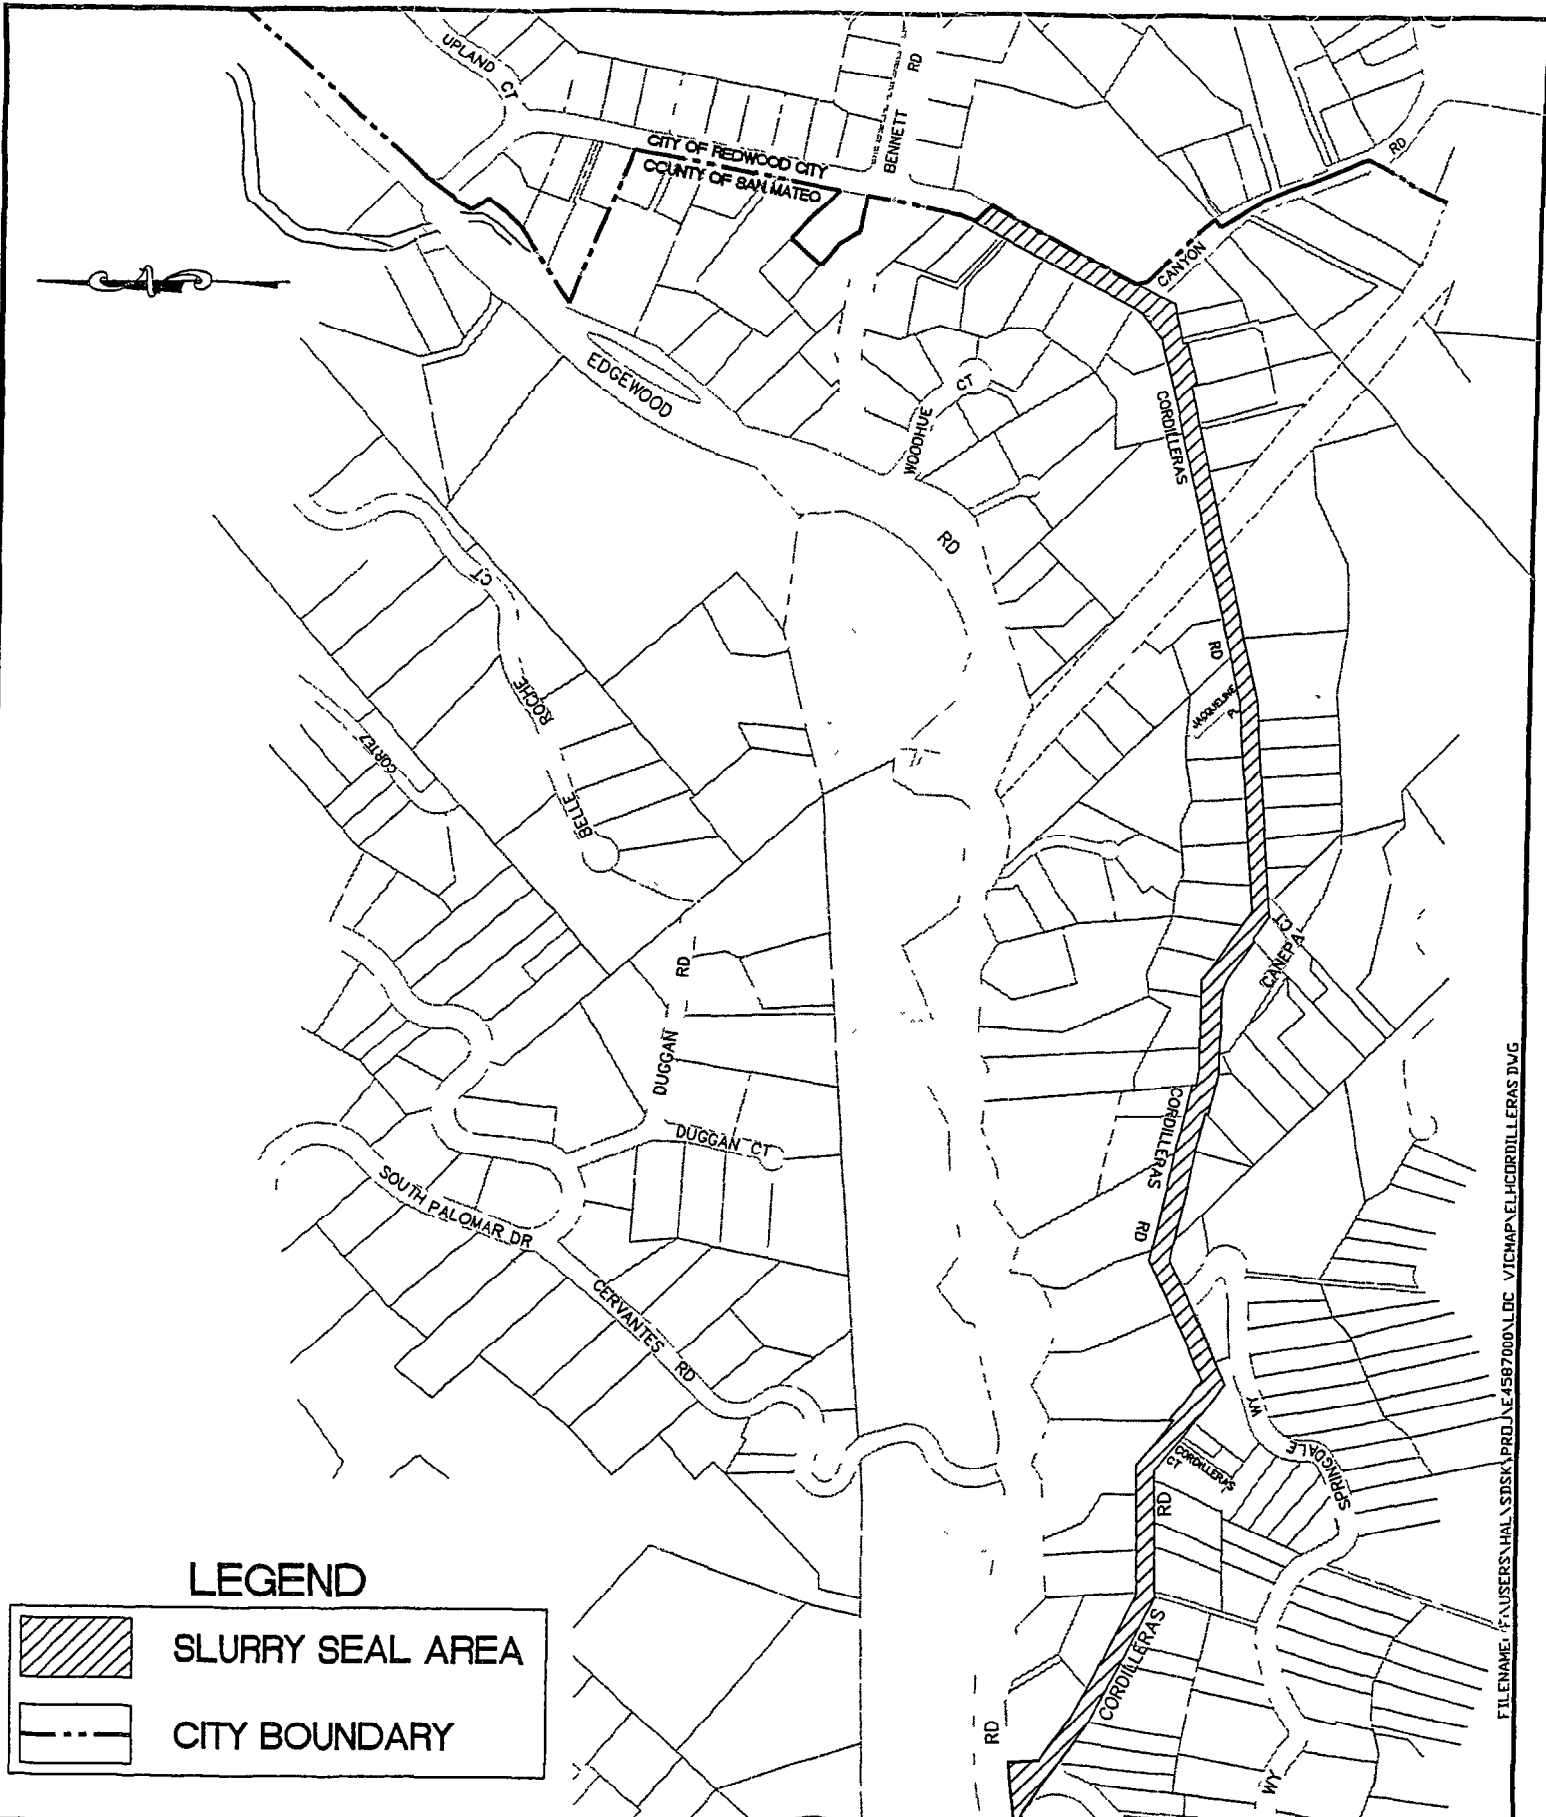 UPLAND CT
BENNETT RD
CITY OF REDWOOD CITY
COUNTY OF SAN MATEO
RD
CANYON
EDGEWOOD
WOODHUE CT
CORDILLERAS
RD
CT
RD
ROCHE
JACQUELINE
PL
CORTEZ
BELLE
CT
CANEPA
RD
DUGGAN
DUGGAN CT
CORDILLERAS
RD
SOUTH PALOMAR DR
CERVANTES RD
WY
SPRINGDALE
CORDILLERAS
CT
RD
CORDILLERAS
RD
WY
LEGEND
SLURRY SEAL AREA
CITY BOUNDARY